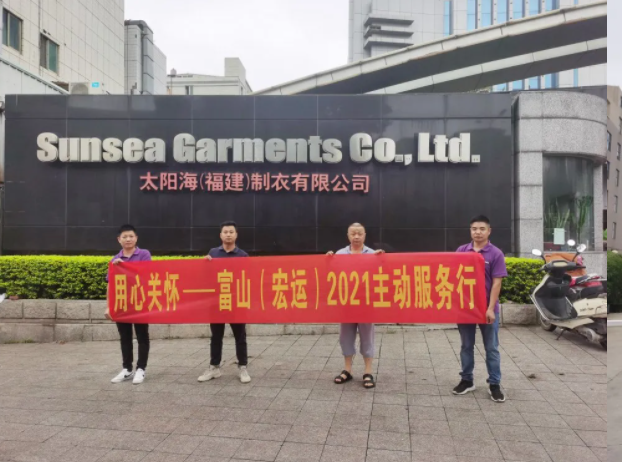 Sunsea Garments Co., Ltd.
太阳海(福建)制衣有限公司
用心关怀——富山（宏运）2021主动服务行